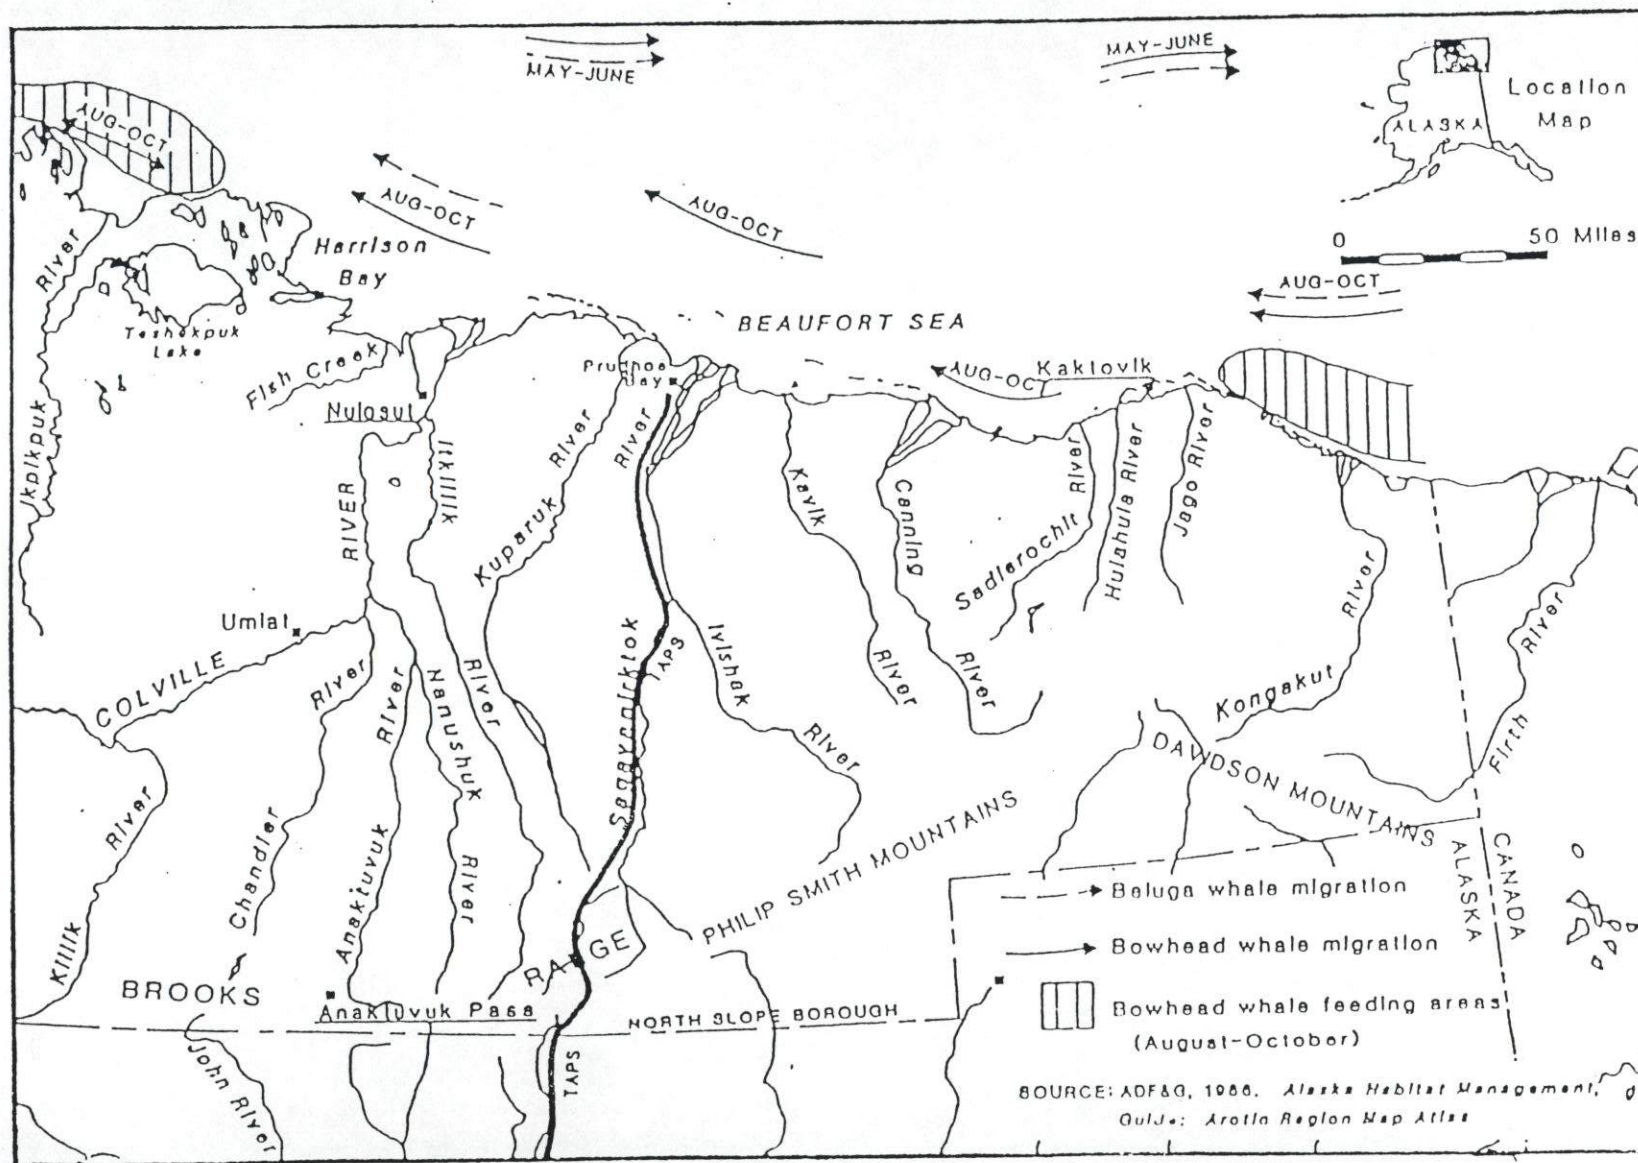 MAY-JUNE
MAY-JUNE
Location
Map
ALASKA
AUG-OCT
AUG-OCT
AUG-OCT
0 50 Miles
AUG-OCT
Harrison
Bay
River
Teshekpuk
Lake
BEAUFORT SEA
Fish Creek
Prudhoe
Bay
AUG-OCT
Kaktovik
Nuiqsut
Ikpikpuk
Itkillik
River
Kuparuk
River
River
Kavik
River
Canning
River
Sadlerochit
River
Hulahula River
Jago River
RIVER
Umiat
COLVILLE
River
River
Nanushuk
River
Sagavanirktok
TAPS
Ivishak
River
Kongakut
River
Firth
River
DAVIDSON MOUNTAINS
Killik
River
Chandler
Anaktuvuk
River
PHILIP SMITH MOUNTAINS
ALASKA
CANADA
BROOKS
RANGE
Anaktuvuk Pass
NORTH SLOPE BOROUGH
John River
TAPS
Beluga whale migration
Bowhead whale migration
Bowhead whale feeding areas
(August-October)
SOURCE: ADF&G, 1986. Alaska Habitat Management
Guide: Arctic Region Map Atlas